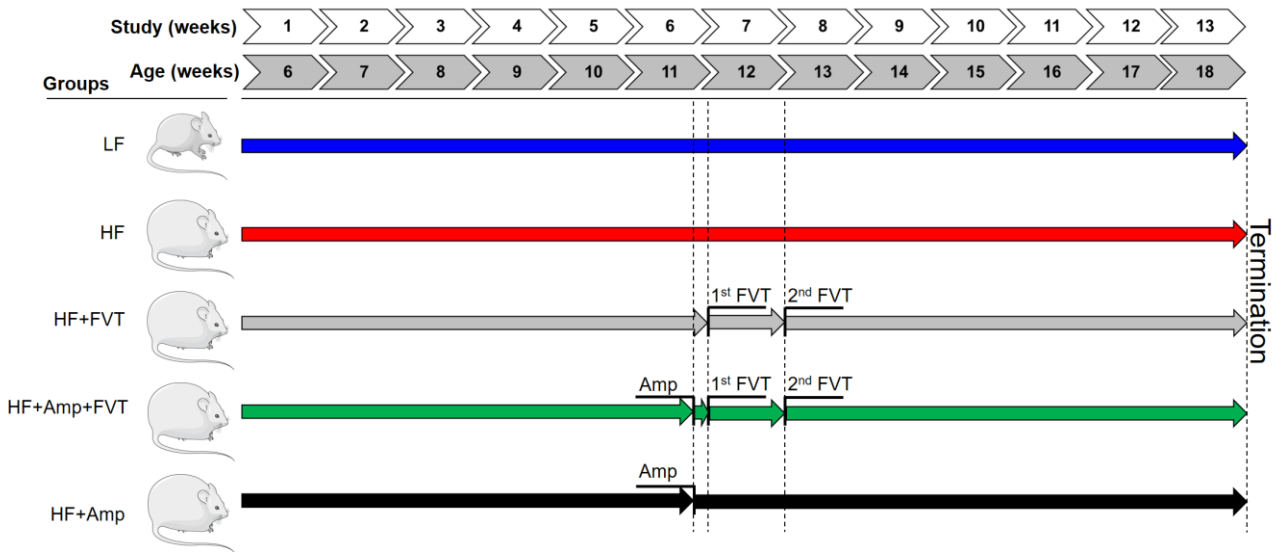 Study (weeks) 1 2 3 4 5 6 7 8 9 10 11 12 13
Groups Age (weeks) 6 7 8 9 10 11 12 13 14 15 16 17 18
LF
HF
HF+FVT 1st FVT 2nd FVT
HF+Amp+FVT Amp 1st FVT 2nd FVT
HF+Amp Amp
Termination